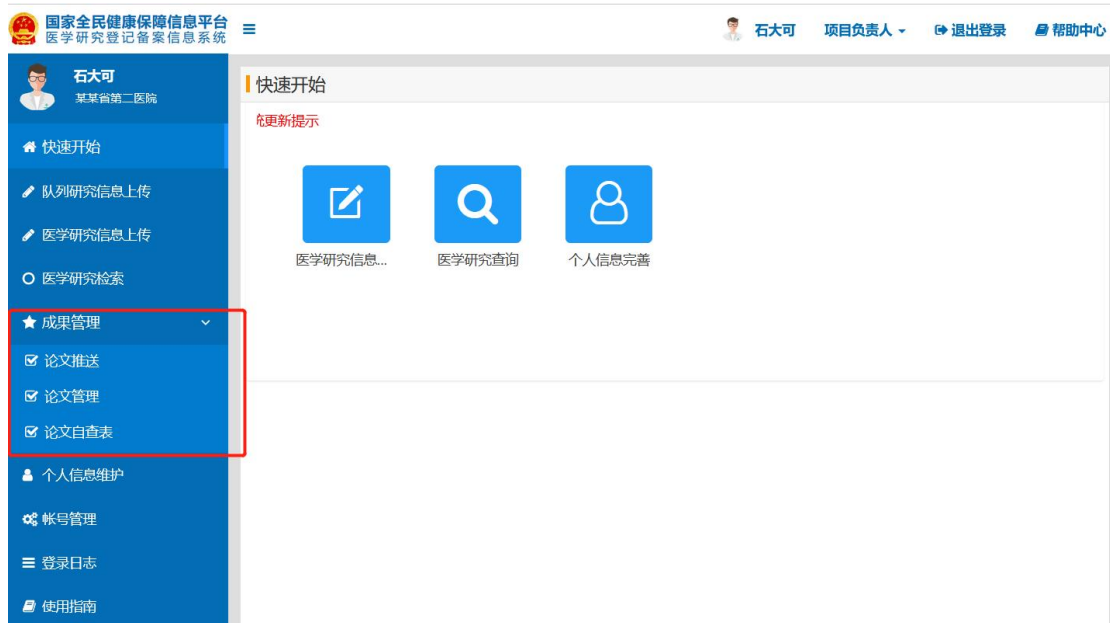 国家全民健康保障信息平台
医学研究登记备案信息系统
石大可
项目负责人
退出登录
帮助中心
石大可
某某省第二医院
快速开始
队列研究信息上传
医学研究信息上传
医学研究检索
成果管理
论文推送
论文管理
论文自查表
个人信息维护
帐号管理
登录日志
使用指南
快速开始
更新提示
医学研究信息...
医学研究查询
个人信息完善